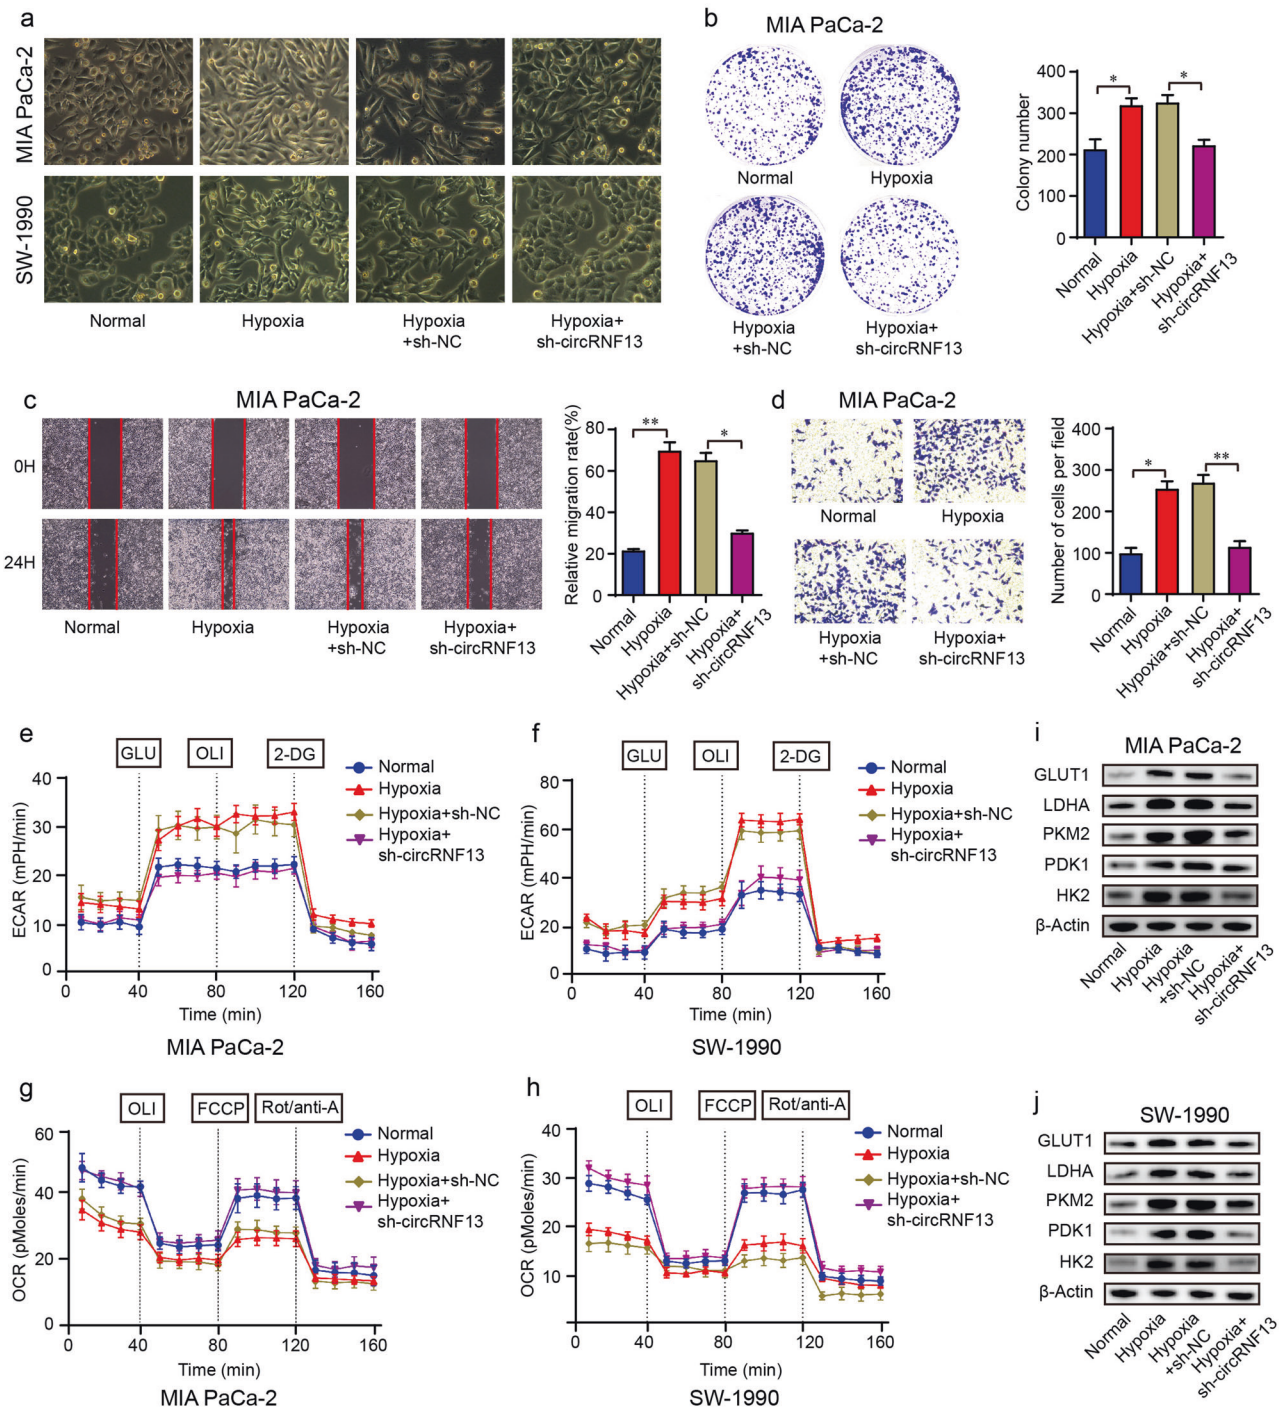 a
MIA PaCa-2
SW-1990
Normal
Hypoxia
Hypoxia
+sh-NC
Hypoxia+
sh-circRNF13
b
MIA PaCa-2
Normal
Hypoxia
Hypoxia
+sh-NC
Hypoxia+
sh-circRNF13
Colony number
400
300
200
100
0
*
*
Normal
Hypoxia
Hypoxia+sh-NC
Hypoxia+
sh-circRNF13
c
MIA PaCa-2
0H
24H
Normal
Hypoxia
Hypoxia
+sh-NC
Hypoxia+
sh-circRNF13
Relative migration rate(%)
80
60
40
20
0
**
*
Normal
Hypoxia
Hypoxia+sh-NC
Hypoxia+
sh-circRNF13
d
MIA PaCa-2
Normal
Hypoxia
Hypoxia
+sh-NC
Hypoxia+
sh-circRNF13
Number of cells per field
400
300
200
100
0
*
**
Normal
Hypoxia
Hypoxia+sh-NC
Hypoxia+
sh-circRNF13
e
GLU
OLI
2-DG
Normal
Hypoxia
Hypoxia+sh-NC
Hypoxia+
sh-circRNF13
ECAR (mPH/min)
40
30
20
10
0
0 40 80 120 160
Time (min)
MIA PaCa-2
f
GLU
OLI
2-DG
Normal
Hypoxia
Hypoxia+sh-NC
Hypoxia+
sh-circRNF13
ECAR (mPH/min)
80
60
40
20
0
0 40 80 120 160
Time (min)
SW-1990
i
MIA PaCa-2
GLUT1
LDHA
PKM2
PDK1
HK2
β-Actin
Normal
Hypoxia
Hypoxia
+sh-NC
Hypoxia+
sh-circRNF13
g
OLI
FCCP
Rot/anti-A
Normal
Hypoxia
Hypoxia+sh-NC
Hypoxia+
sh-circRNF13
OCR (pMoles/min)
60
40
20
0
0 40 80 120 160
Time (min)
MIA PaCa-2
h
OLI
FCCP
Rot/anti-A
Normal
Hypoxia
Hypoxia+sh-NC
Hypoxia+
sh-circRNF13
OCR (pMoles/min)
40
30
20
10
0 40 80 120 160
Time (min)
SW-1990
j
SW-1990
GLUT1
LDHA
PKM2
PDK1
HK2
β-Actin
Normal
Hypoxia
Hypoxia
+sh-NC
Hypoxia+
sh-circRNF13